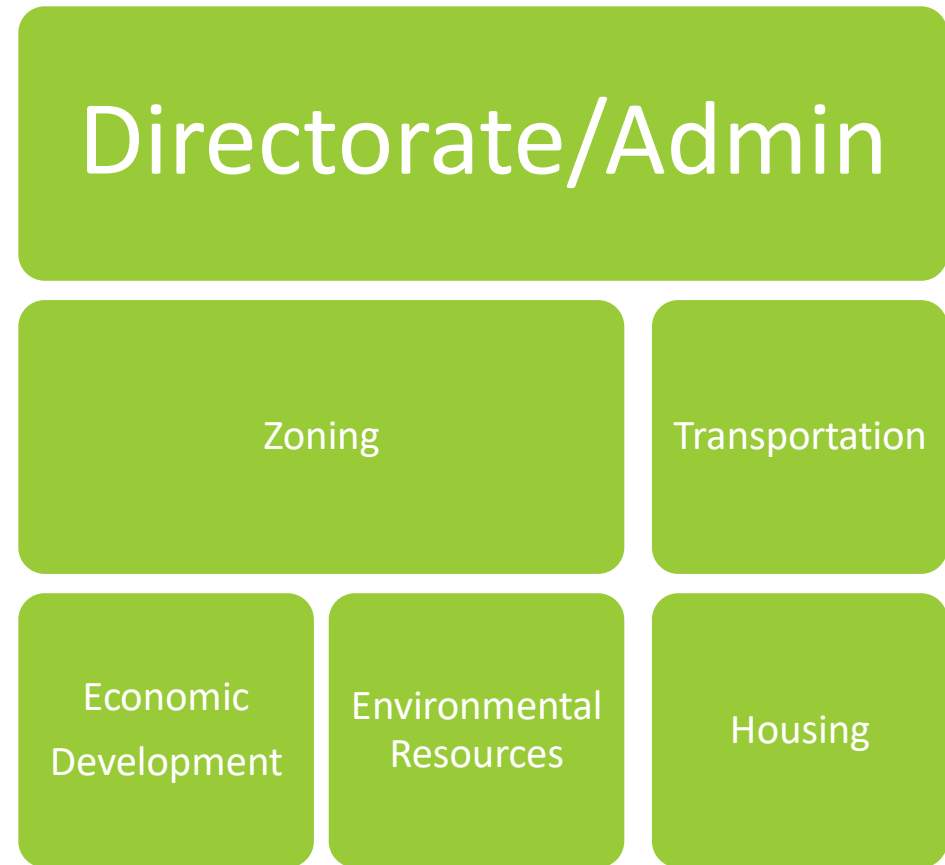 Directorate/Admin
Zoning
Transportation
Economic
Development
Environmental
Resources
Housing